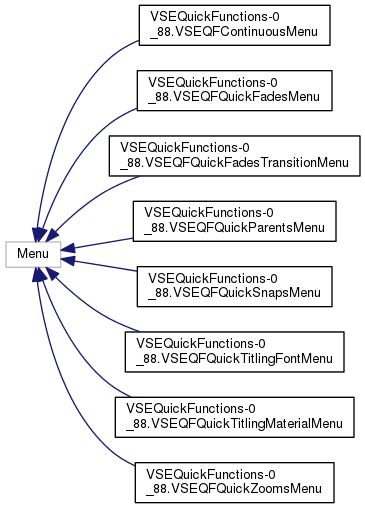 VSEQuickFunctions-0
_88.VSEQFContinuousMenu
VSEQuickFunctions-0
_88.VSEQFQuickFadesMenu
VSEQuickFunctions-0
_88.VSEQFQuickFadesTransitionMenu
VSEQuickFunctions-0
_88.VSEQFQuickParentsMenu
Menu
VSEQuickFunctions-0
_88.VSEQFQuickSnapsMenu
VSEQuickFunctions-0
_88.VSEQFQuickTitlingFontMenu
VSEQuickFunctions-0
_88.VSEQFQuickTitlingMaterialMenu
VSEQuickFunctions-0
_88.VSEQFQuickZoomsMenu